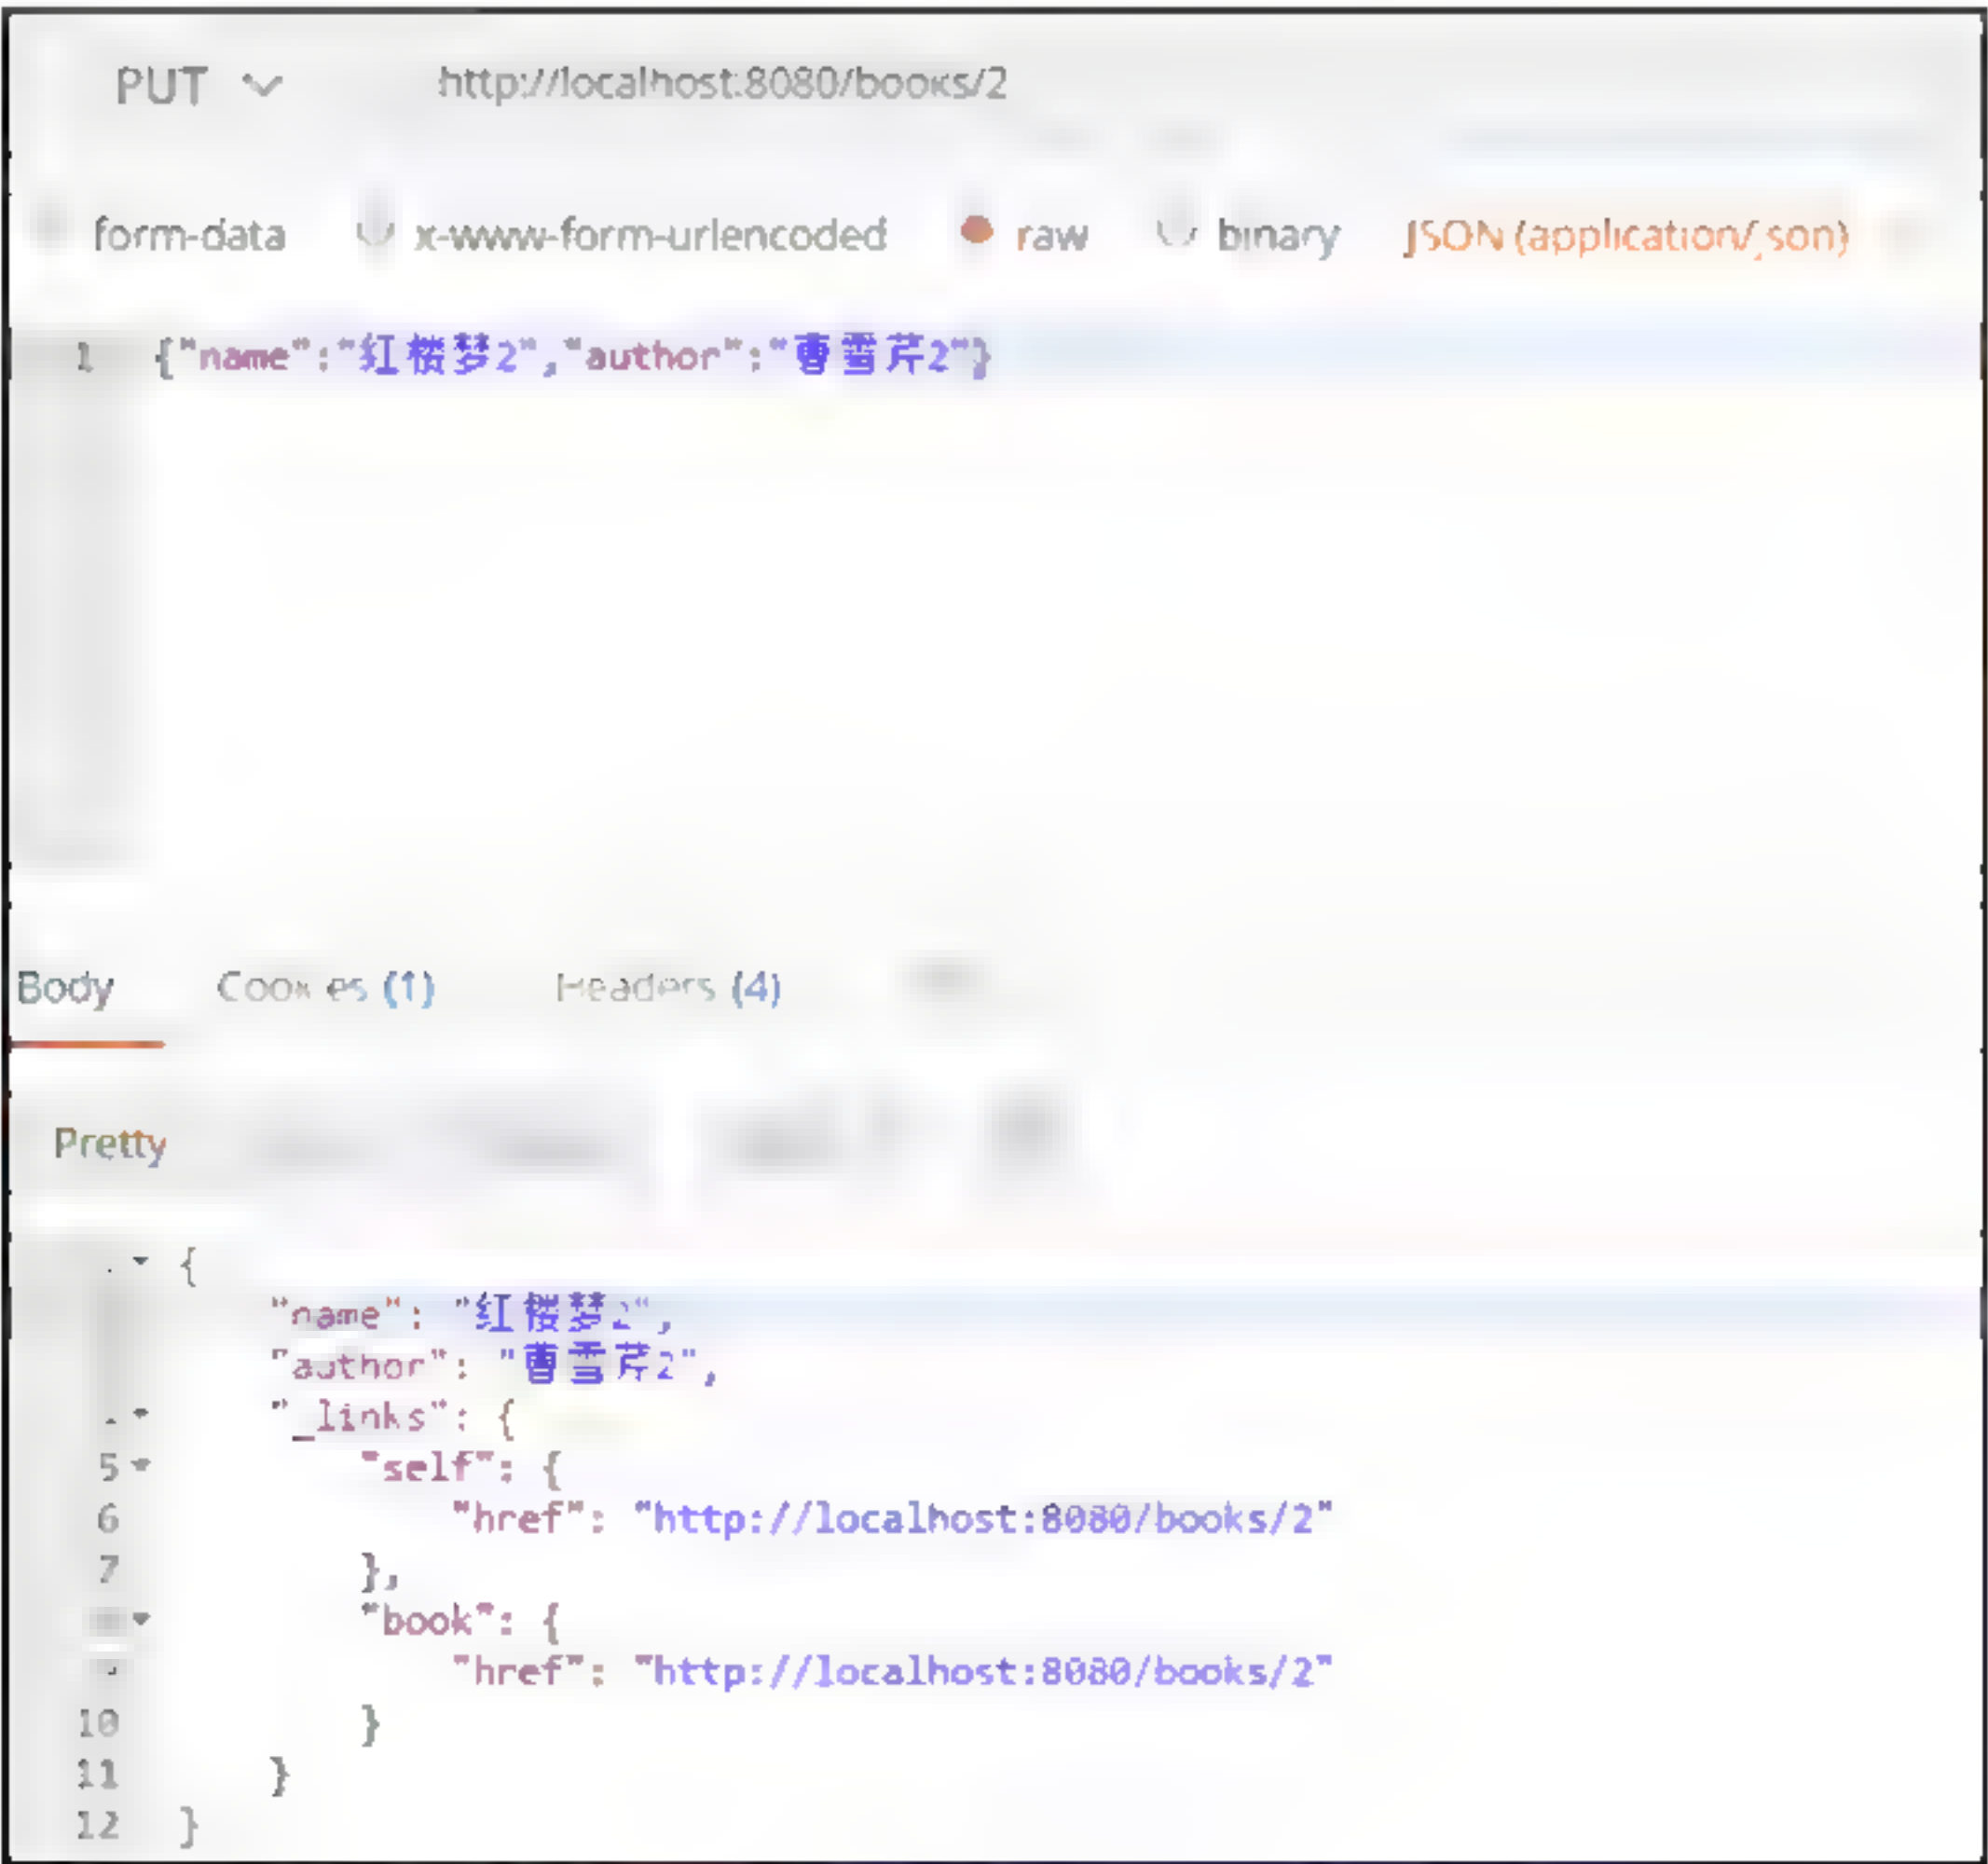 PUT http://localhost:8080/books/2
form-data x-www-form-urlencoded raw binary JSON (application/json)
1 {"name":"红楼梦2","author":"曹雪芹2"}
Body Cookies (1) Headers (4)
Pretty
{
"name": "红楼梦2",
"author": "曹雪芹2",
"_links": {
5 "self": {
6 "href": "http://localhost:8080/books/2"
7 },
"book": {
"href": "http://localhost:8080/books/2"
10 }
11 }
12 }